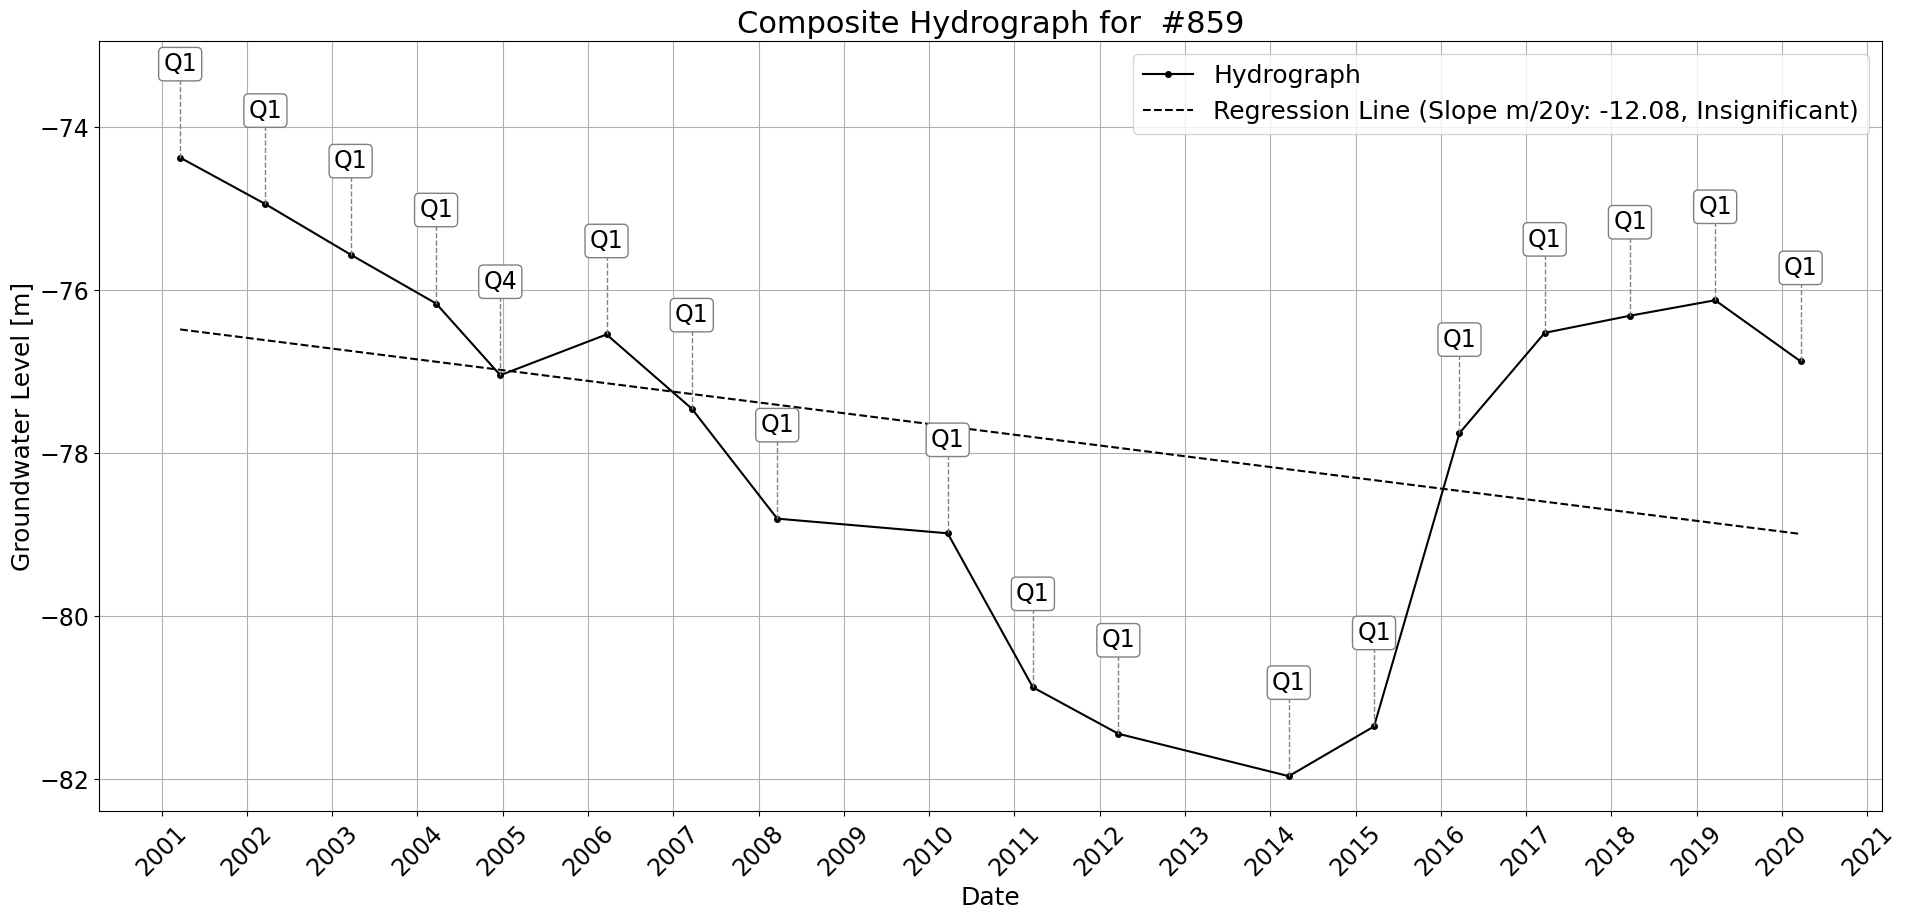 Composite Hydrograph for  #859
Hydrograph
Regression Line (Slope m/20y: -12.08, Insignificant)
Groundwater Level [m]
−74
−76
−78
−80
−82
Q1
Q1
Q1
Q1
Q4
Q1
Q1
Q1
Q1
Q1
Q1
Q1
Q1
Q1
Q1
Q1
Q1
Q1
2001
2002
2003
2004
2005
2006
2007
2008
2009
2010
2011
2012
2013
2014
2015
2016
2017
2018
2019
2020
2021
Date